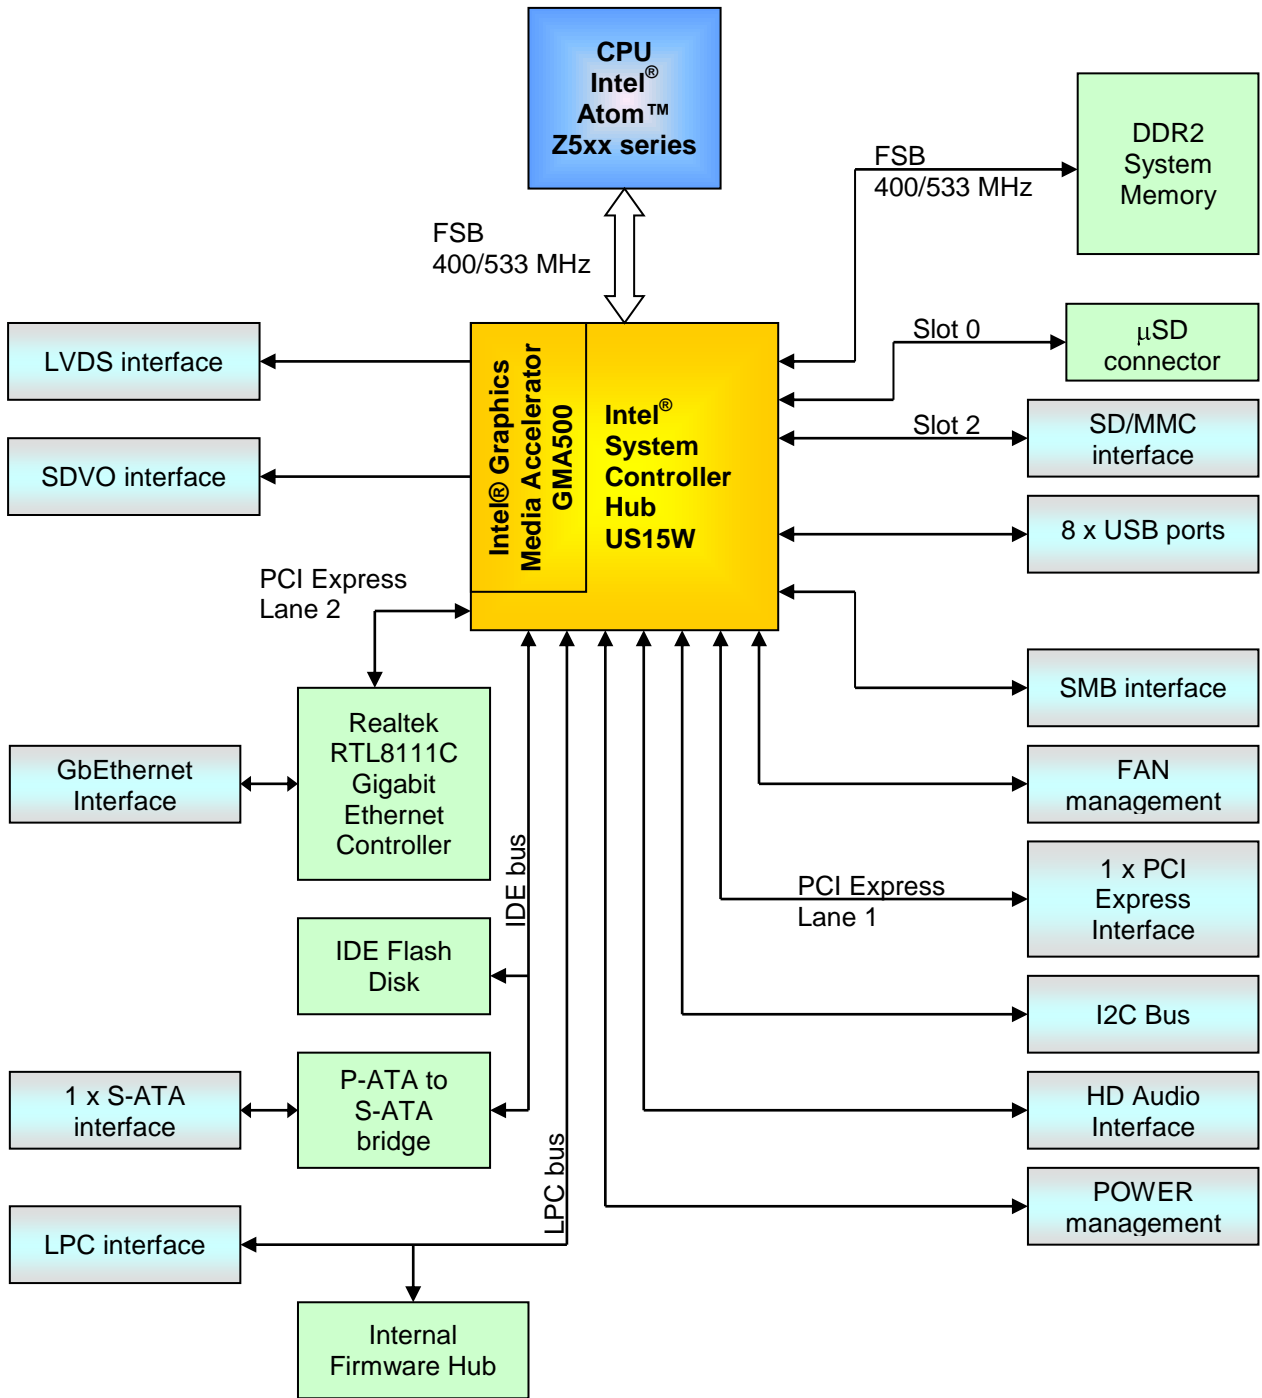 CPU
Intel®
Atom™
Z5xx series
DDR2
System
Memory
FSB
400/533 MHz
FSB
400/533 MHz
LVDS interface
SDVO interface
Intel® Graphics
Media Accelerator
GMA500
Intel®
System
Controller
Hub
US15W
Slot 0
μSD
connector
Slot 2
SD/MMC
interface
8 x USB ports
PCI Express
Lane 2
SMB interface
Realtek
RTL8111C
Gigabit
Ethernet
Controller
GbEthernet
Interface
FAN
management
IDE bus
PCI Express
Lane 1
1 x PCI
Express
Interface
IDE Flash
Disk
I2C Bus
1 x S-ATA
interface
P-ATA to
S-ATA
bridge
HD Audio
Interface
LPC bus
POWER
management
LPC interface
Internal
Firmware Hub